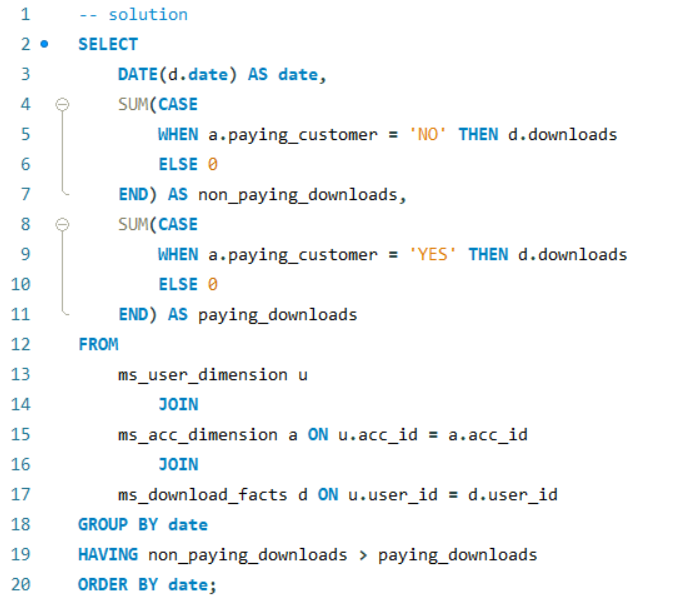 1 -- solution
2 SELECT
3 DATE(d.date) AS date,
4 SUM(CASE
5 WHEN a.paying_customer = 'NO' THEN d.downloads
6 ELSE 0
7 END) AS non_paying_downloads,
8 SUM(CASE
9 WHEN a.paying_customer = 'YES' THEN d.downloads
10 ELSE 0
11 END) AS paying_downloads
12 FROM
13 ms_user_dimension u
14 JOIN
15 ms_acc_dimension a ON u.acc_id = a.acc_id
16 JOIN
17 ms_download_facts d ON u.user_id = d.user_id
18 GROUP BY date
19 HAVING non_paying_downloads > paying_downloads
20 ORDER BY date;